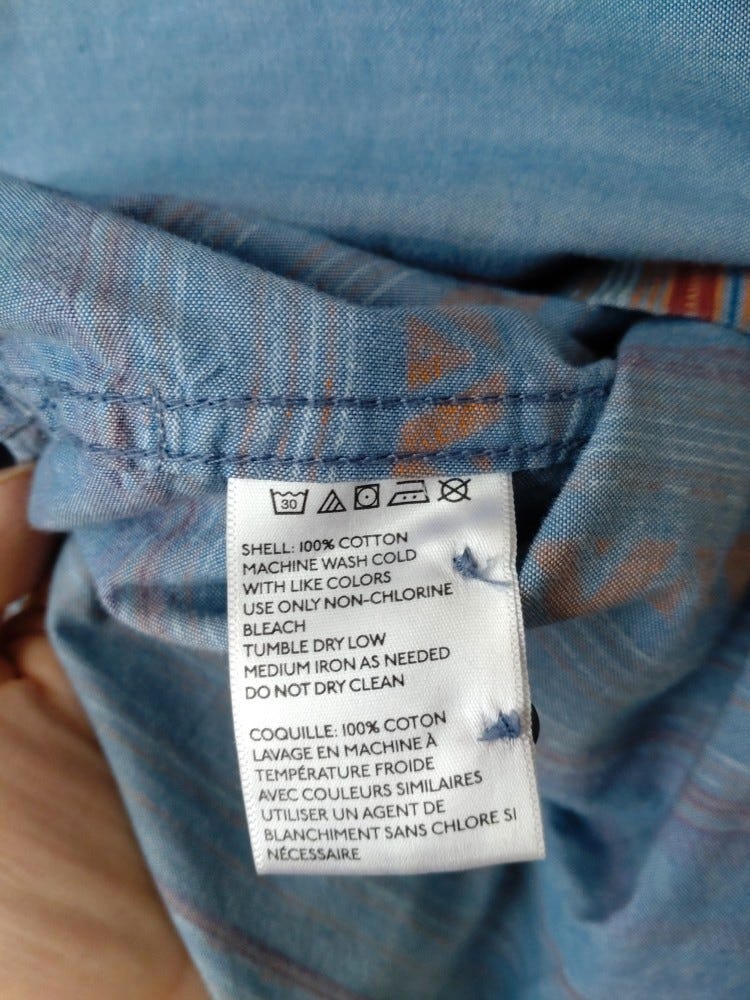 30
SHELL: 100% COTTON
MACHINE WASH COLD
WITH LIKE COLORS
USE ONLY NON-CHLORINE
BLEACH
TUMBLE DRY LOW
MEDIUM IRON AS NEEDED
DO NOT DRY CLEAN
COQUILLE: 100% COTON
LAVAGE EN MACHINE À
TEMPÉRATURE FROIDE
AVEC COULEURS SIMILAIRES
UTILISER UN AGENT DE
BLANCHIMENT SANS CHLORE SI
NÉCESSAIRE